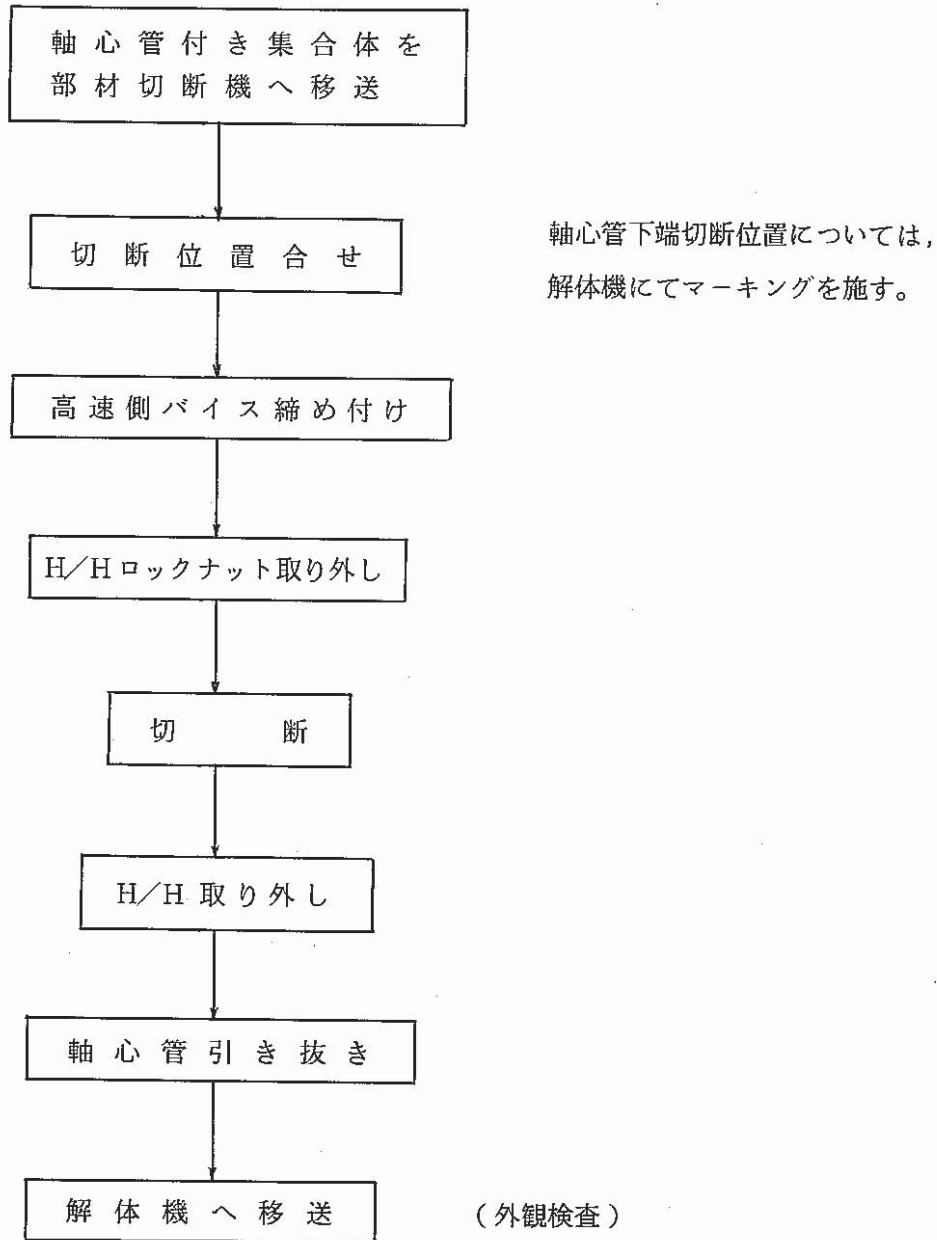 軸心管付き集合体を
部材切断機へ移送
切断位置合せ
軸心管下端切断位置については,
解体機にてマーキングを施す。
高速側バイス締め付け
H/Hロックナット取り外し
切断
H/H取り外し
軸心管引き抜き
解体機へ移送
(外観検査)